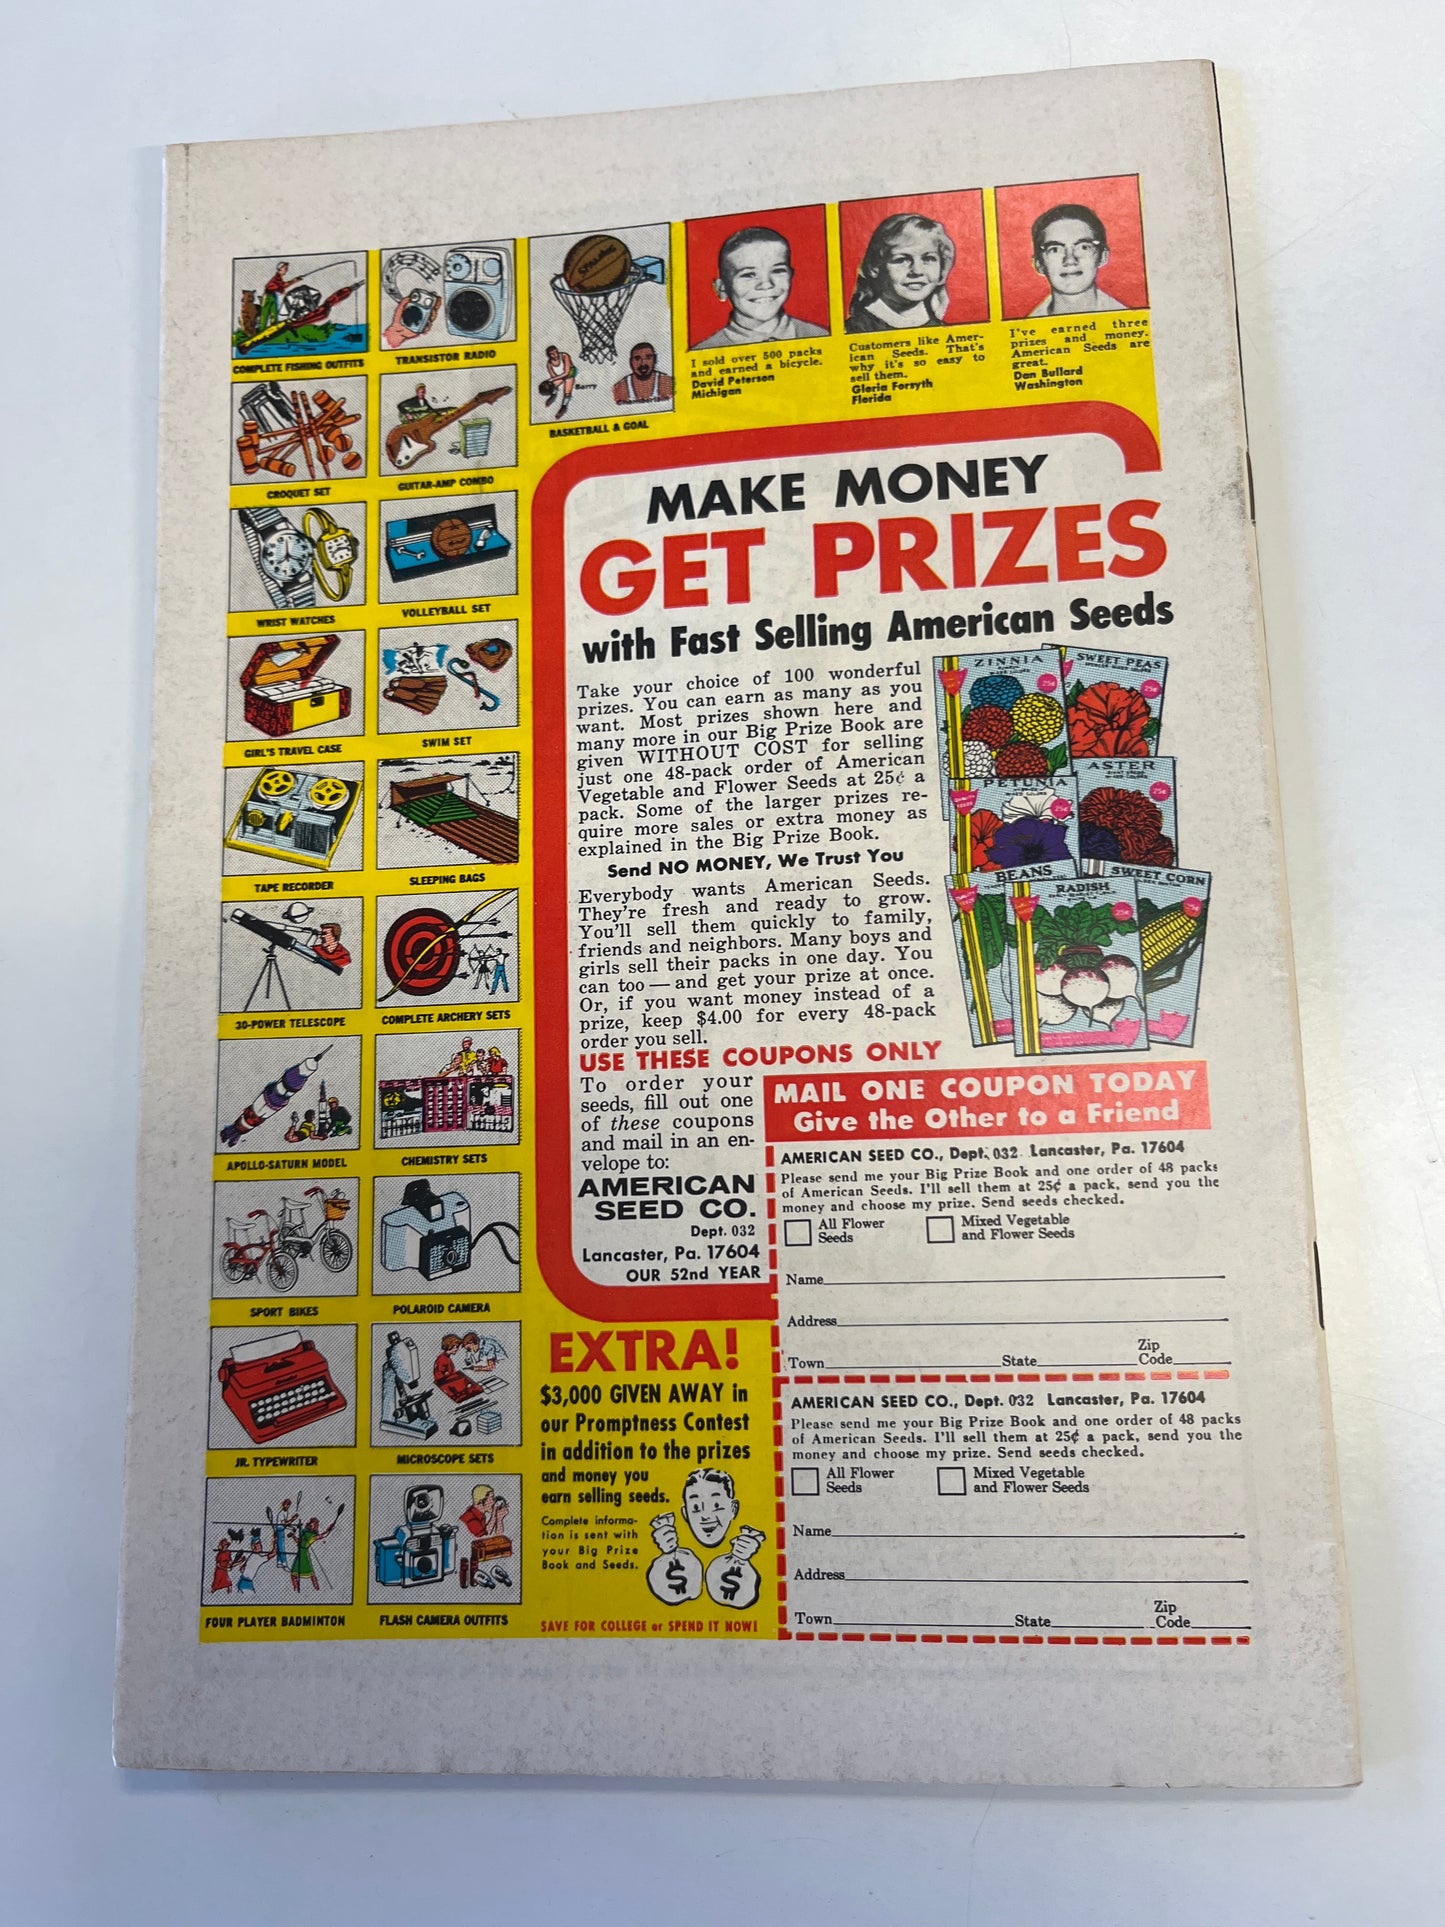 COMPLETE FISHING OUTFITS
TRANSISTOR RADIO
SPALDING
Barry
Chamberlain
BASKETBALL & GOAL
CROQUET SET
GUITAR-AMP COMBO
WRIST WATCHES
VOLLEYBALL SET
GIRL'S TRAVEL CASE
SWIM SET
TAPE RECORDER
SLEEPING BAGS
30-POWER TELESCOPE
COMPLETE ARCHERY SETS
APOLLO-SATURN MODEL
CHEMISTRY SETS
SPORT BIKES
POLAROID CAMERA
JR. TYPEWRITER
MICROSCOPE SETS
FOUR PLAYER BADMINTON
FLASH CAMERA OUTFITS
I sold over 500 packs
and earned a bicycle.
David Peterson
Michigan
Customers like Amer-
ican Seeds. That's
why it's so easy to
sell them.
Gloria Forsyth
Florida
I've earned three
prizes and money.
American Seeds are
great.
Dan Bullard
Washington
MAKE MONEY
GET PRIZES
with Fast Selling American Seeds
Take your choice of 100 wonderful
prizes. You can earn as many as you
want. Most prizes shown here and
many more in our Big Prize Book are
given WITHOUT COST for selling
just one 48-pack order of American
Vegetable and Flower Seeds at 25¢ a
pack. Some of the larger prizes re-
quire more sales or extra money as
explained in the Big Prize Book.
Send NO MONEY, We Trust You
Everybody wants American Seeds.
They're fresh and ready to grow.
You'll sell them quickly to family,
friends and neighbors. Many boys and
girls sell their packs in one day. You
can too — and get your prize at once.
Or, if you want money instead of a
prize, keep $4.00 for every 48-pack
order you sell.
ZINNIA
25¢
SWEET PEAS
25¢
PETUNIA
25¢
ASTER
25¢
BEANS
RADISH
25¢
SWEET CORN
25¢
USE THESE COUPONS ONLY
To order your
seeds, fill out one
of these coupons
and mail in an en-
velope to:
AMERICAN
SEED CO.
Dept. 032
Lancaster, Pa. 17604
OUR 52nd YEAR
MAIL ONE COUPON TODAY
Give the Other to a Friend
AMERICAN SEED CO., Dept. 032 Lancaster, Pa. 17604
Please send me your Big Prize Book and one order of 48 packs
of American Seeds. I'll sell them at 25¢ a pack, send you the
money and choose my prize. Send seeds checked.
All Flower
Seeds
Mixed Vegetable
and Flower Seeds
Name
Address
Town State Zip
Code
AMERICAN SEED CO., Dept. 032 Lancaster, Pa. 17604
Please send me your Big Prize Book and one order of 48 packs
of American Seeds. I'll sell them at 25¢ a pack, send you the
money and choose my prize. Send seeds checked.
All Flower
Seeds
Mixed Vegetable
and Flower Seeds
Name
Address
Town State Zip
Code
EXTRA!
$3,000 GIVEN AWAY in
our Promptness Contest
in addition to the prizes
and money you
earn selling seeds.
Complete informa-
tion is sent with
your Big Prize
Book and Seeds.
$ $
SAVE FOR COLLEGE or SPEND IT NOW!